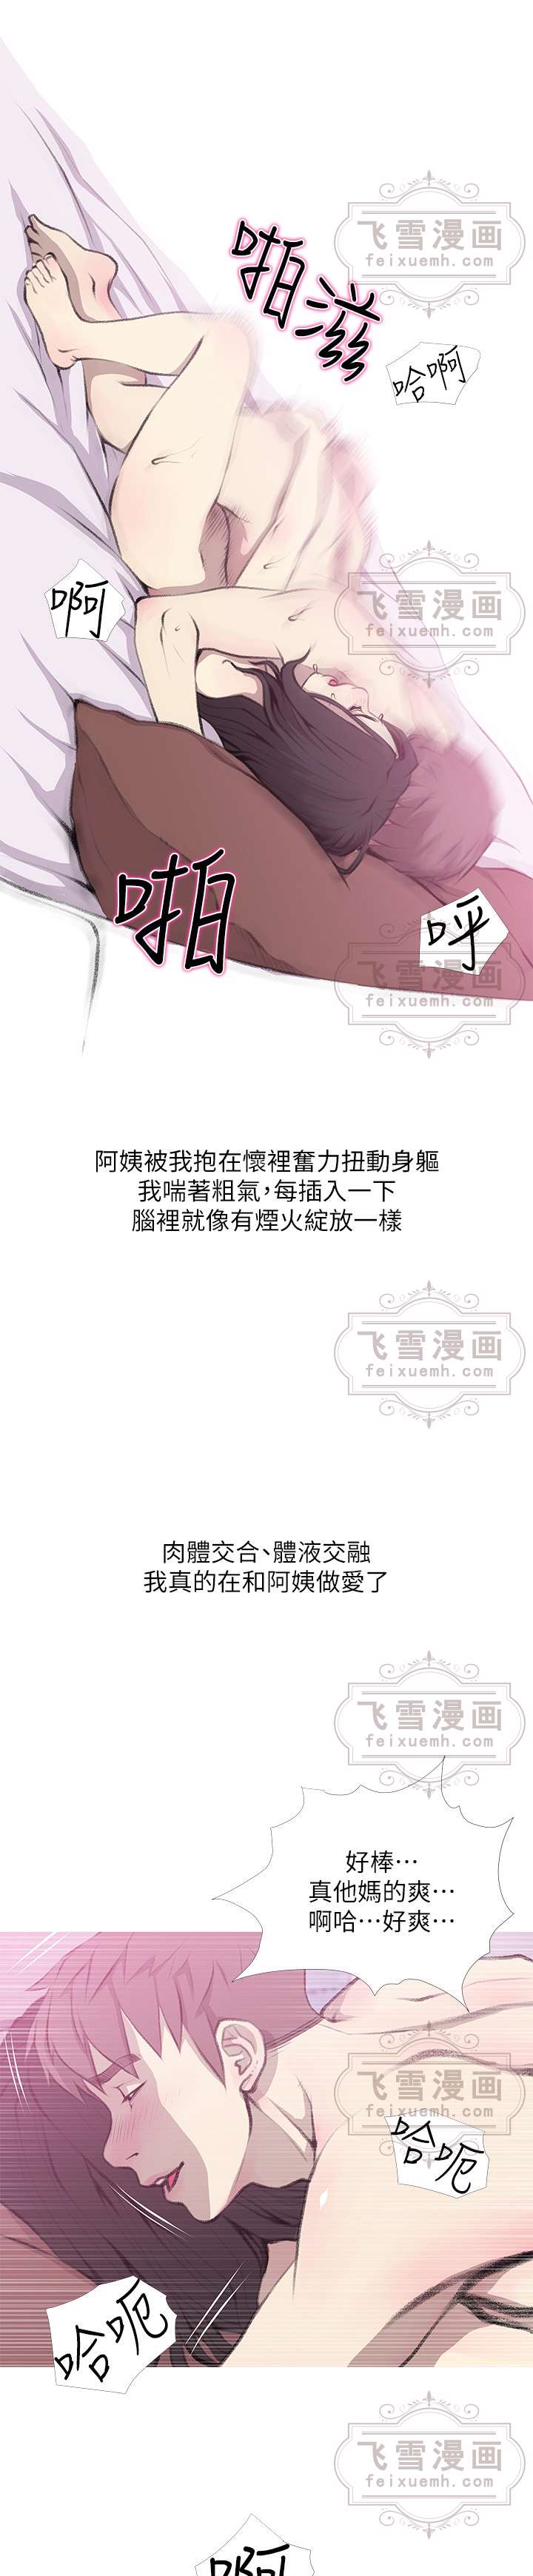 飞雪漫画
feixuemh.com
啪滋
哈啊
飞雪漫画
feixuemh.com
啊
啪
呼
飞雪漫画
feixuemh.com
阿姨被我抱在懷裡奮力扭動身軀
我喘著粗氣，每插入一下
腦裡就像有煙火綻放一樣
飞雪漫画
feixuemh.com
肉體交合、體液交融
我真的在和阿姨做愛了
飞雪漫画
feixuemh.com
好棒…
真他媽的爽…
啊哈…好爽…
飞雪漫画
feixuemh.com
哈呃
哈呃
飞雪漫画
feixuemh.com
啊